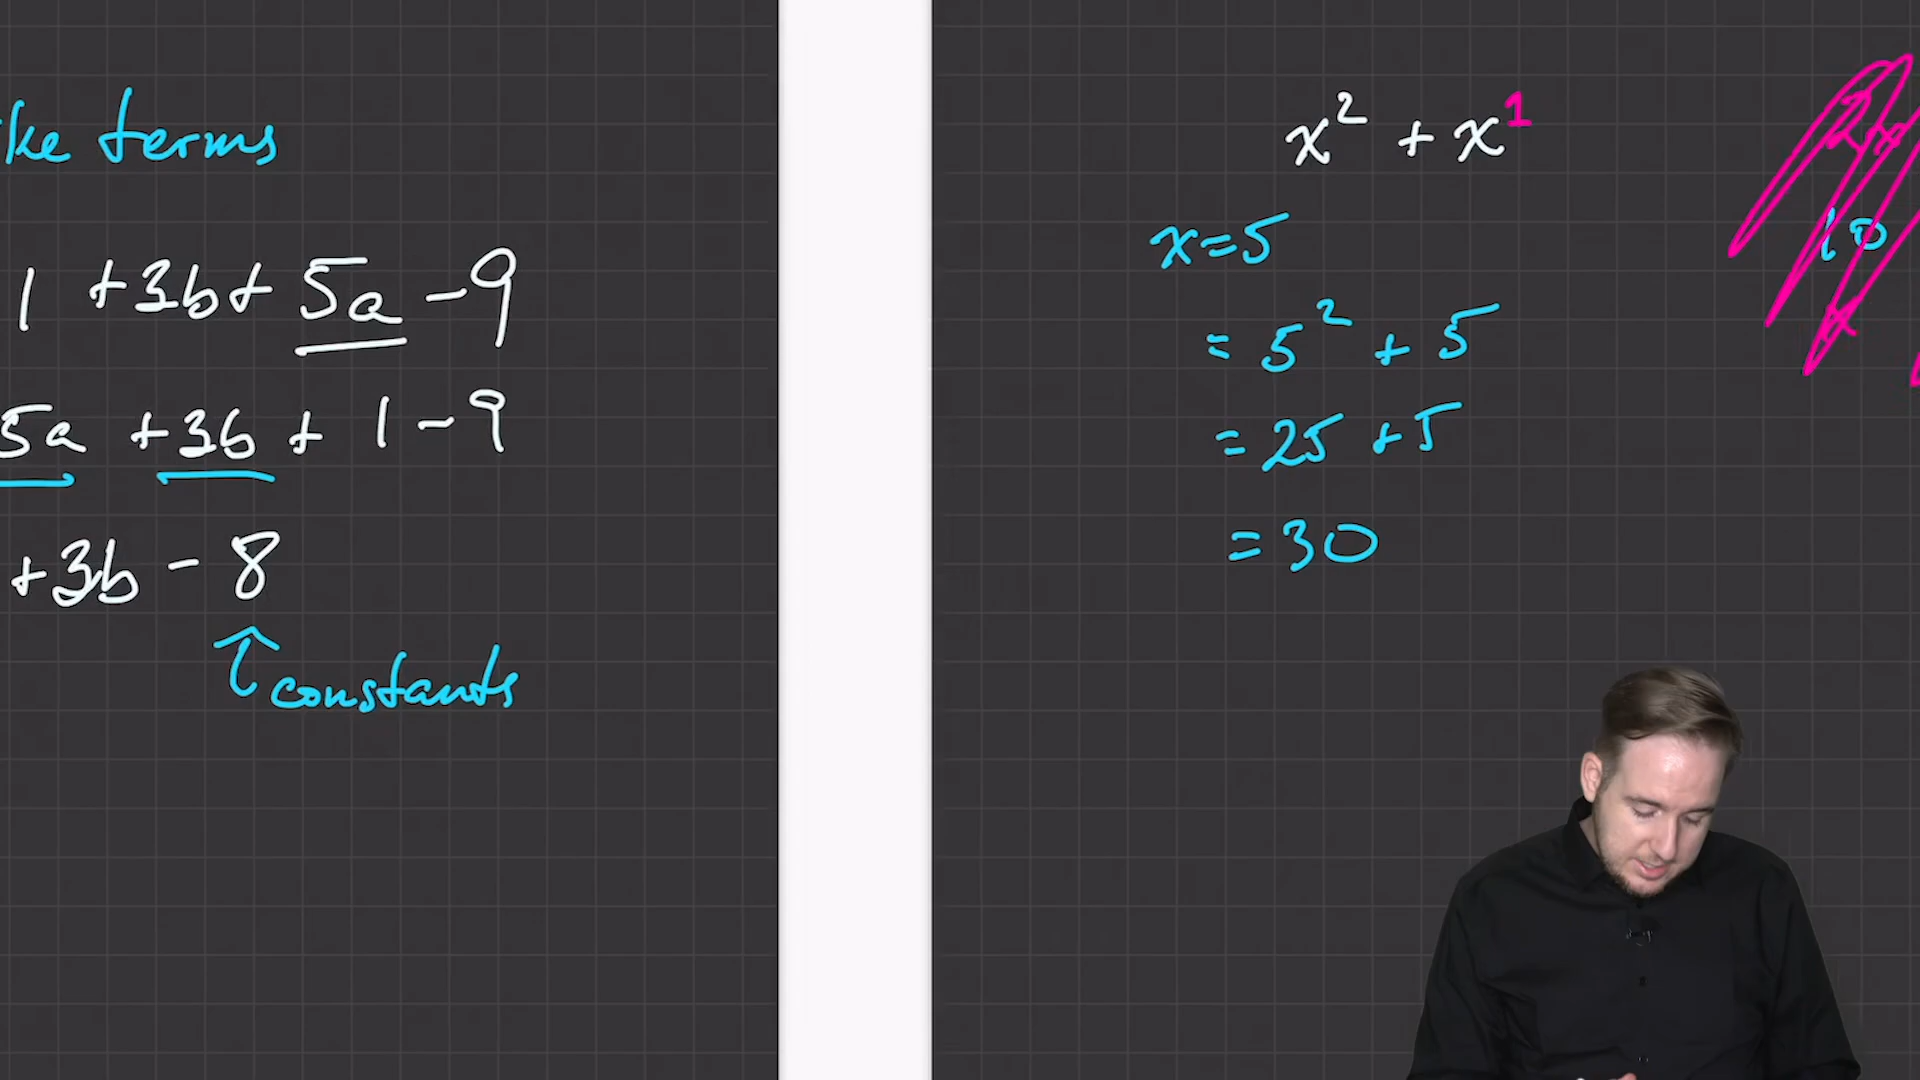 ke terms
1 + 3b + 5a - 9
5a + 3b + 1 - 9
+ 3b - 8
↑ constants
x² + x¹
x = 5
= 5² + 5
= 25 + 5
= 30
10